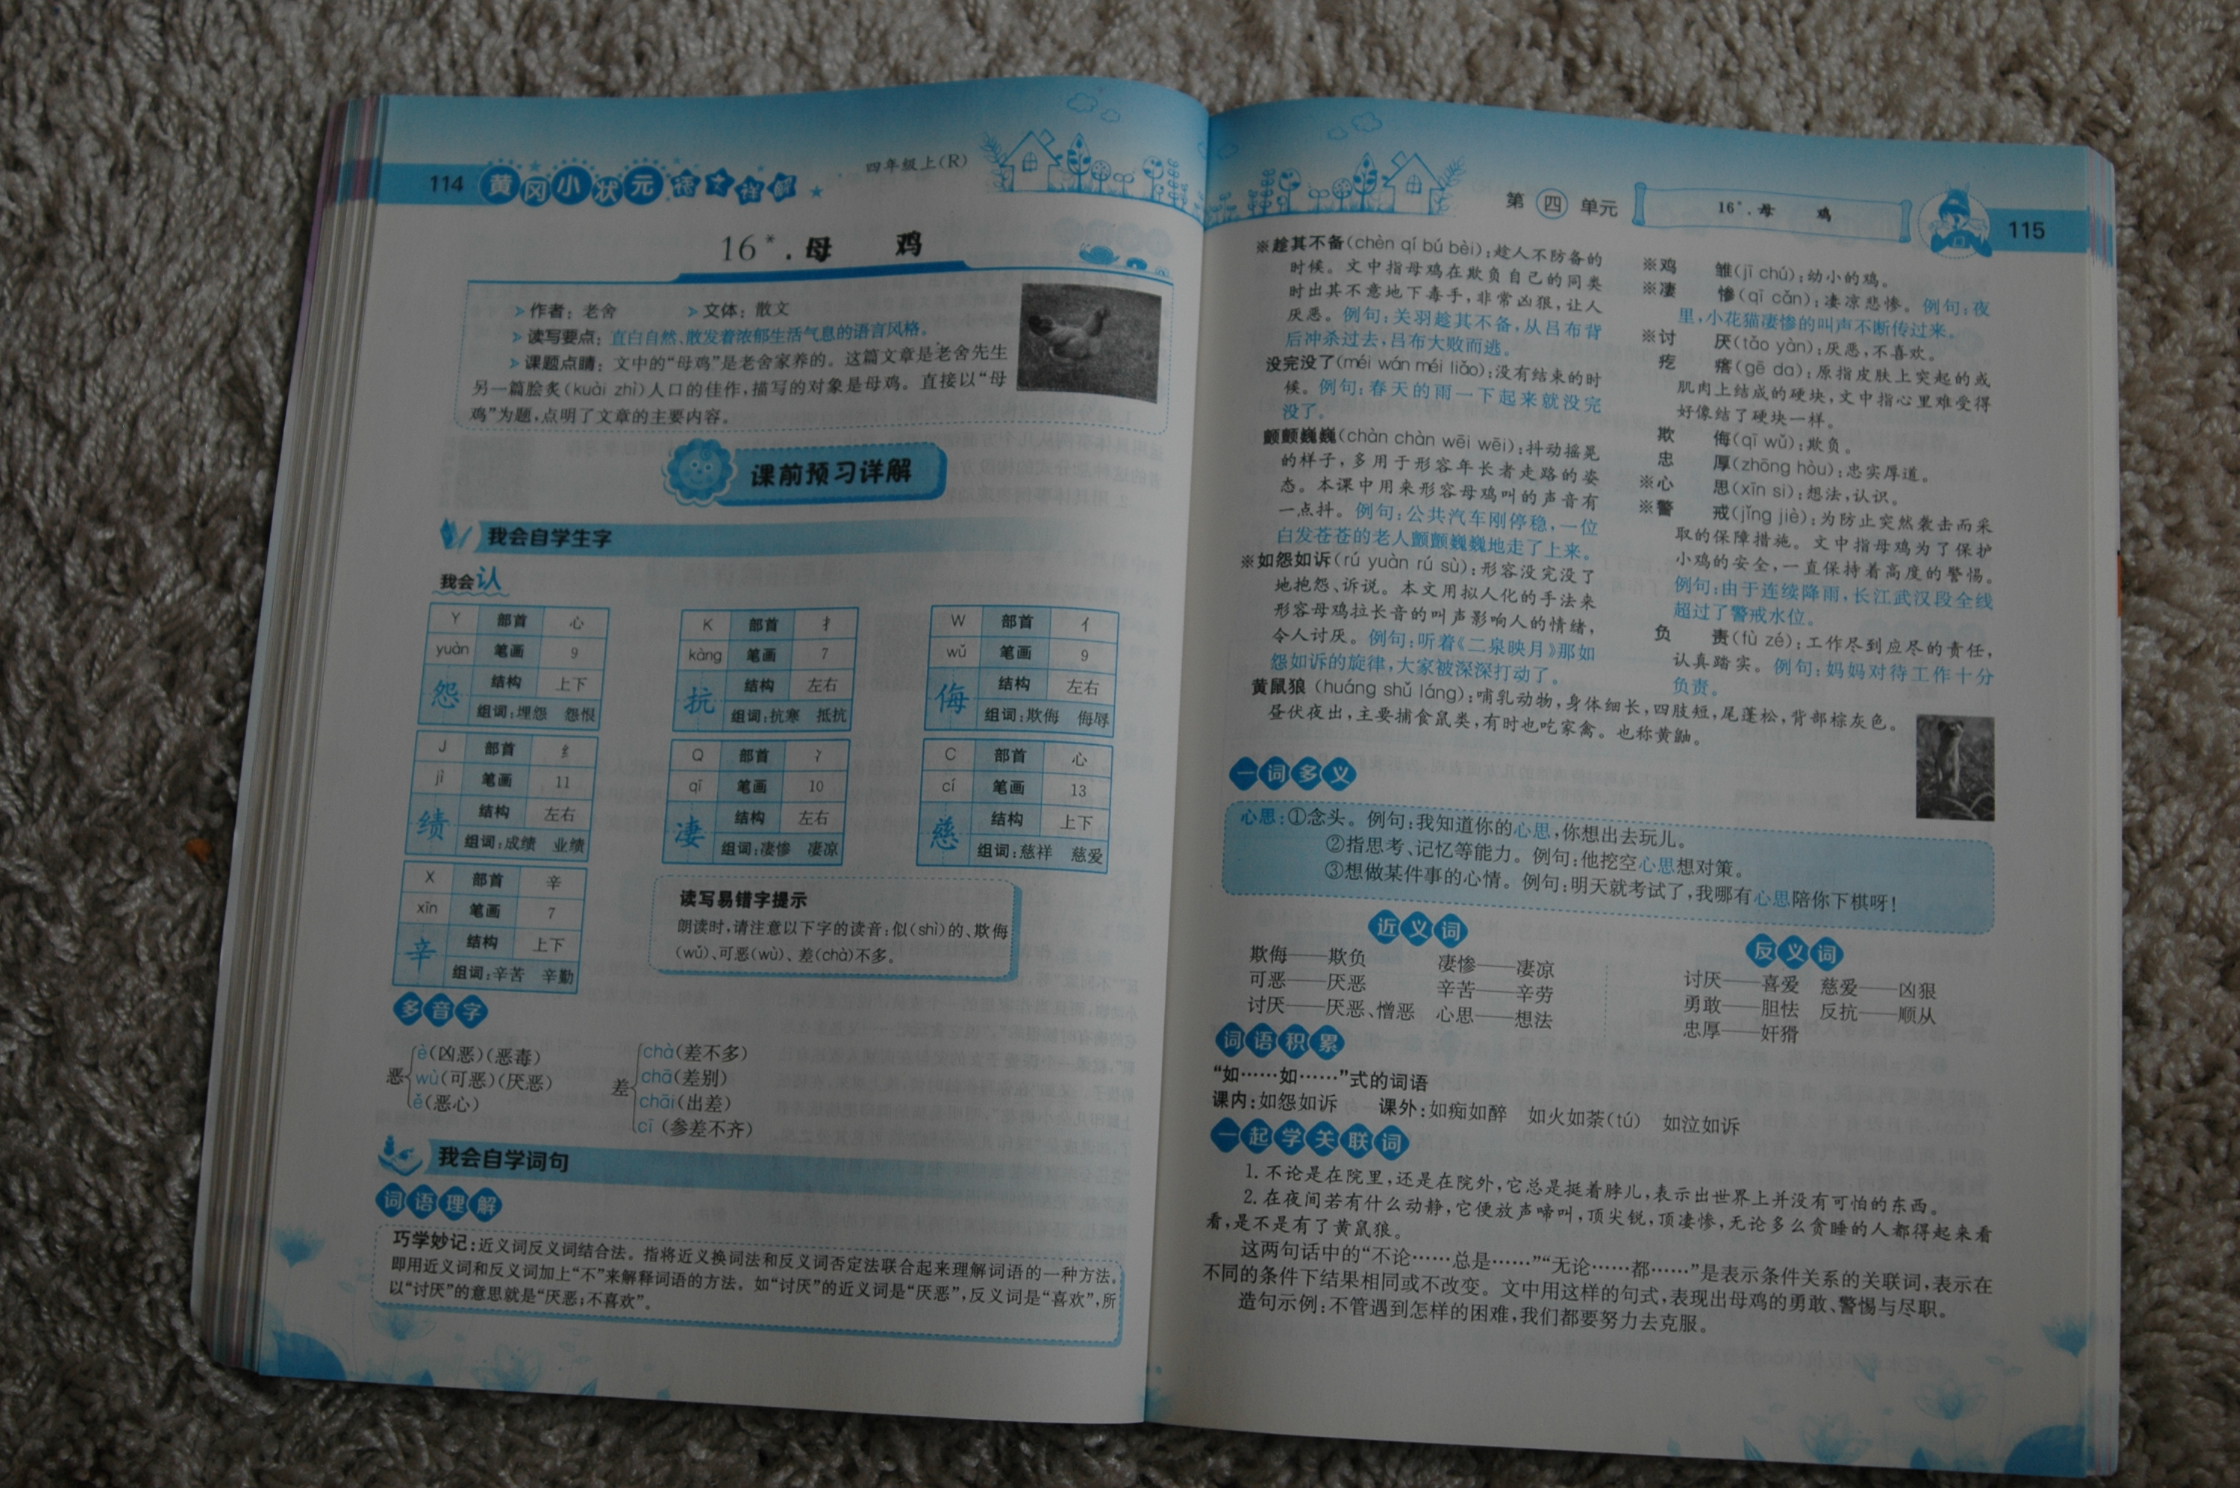 114 黄冈小状元 语文详解 四年级上(R)
16*. 母 鸡
➢作者：老舍 ➢文体：散文
➢读写要点：直白自然、散发着浓郁生活气息的语言风格。
➢课题点睛：文中的“母鸡”是老舍家养的。这篇文章是老舍先生
另一篇脍炙(kuài zhì)人口的佳作，描写的对象是母鸡。直接以“母
鸡”为题，点明了文章的主要内容。
课前预习详解
我会自学生字
我会认
Y 部首 心
yuàn 笔画 9
怨 结构 上下
组词：埋怨 怨恨
K 部首 扌
kàng 笔画 7
抗 结构 左右
组词：抗寒 抵抗
W 部首 亻
wǔ 笔画 9
侮 结构 左右
组词：欺侮 侮辱
J 部首 纟
jì 笔画 11
绩 结构 左右
组词：成绩 业绩
Q 部首 冫
qī 笔画 10
凄 结构 左右
组词：凄惨 凄凉
C 部首 心
cí 笔画 13
慈 结构 上下
组词：慈祥 慈爱
X 部首 辛
xīn 笔画 7
辛 结构 上下
组词：辛苦 辛勤
读写易错字提示
朗读时，请注意以下字的读音：似(shì)的、欺侮
(wǔ)、可恶(wù)、差(chà)不多。
多音字
恶
è(凶恶)(恶毒)
wù(可恶)(厌恶)
ě(恶心)
差
chà(差不多)
chā(差别)
chāi(出差)
cī(参差不齐)
我会自学词句
词语理解
巧学妙记：近义词反义词结合法。指将近义换词法和反义词否定法联合起来理解词语的一种方法。
即用近义词和反义词加上“不”来解释词语的方法。如“讨厌”的近义词是“厌恶”，反义词是“喜欢”，所
以“讨厌”的意思就是“厌恶；不喜欢”。
第四单元 16*. 母 鸡 115
※趁其不备(chèn qí bú bèi)：趁人不防备的
时候。文中指母鸡在欺负自己的同类
时出其不意地下毒手，非常凶狠，让人
厌恶。例句：关羽趁其不备，从吕布背
后冲杀过去，吕布大败而逃。
没完没了(méi wán méi liǎo)：没有结束的时
候。例句：春天的雨一下起来就没完
没了。
颤颤巍巍(chàn chàn wēi wēi)：抖动摇晃
的样子，多用于形容年长者走路的姿
态。本课中用来形容母鸡叫的声音有
一点抖。例句：公共汽车刚停稳，一位
白发苍苍的老人颤颤巍巍地走了上来。
※如怨如诉(rú yuàn rú sù)：形容没完没了
地抱怨、诉说。本文用拟人化的手法来
形容母鸡拉长音的叫声影响人的情绪，
令人讨厌。例句：听着《二泉映月》那如
怨如诉的旋律，大家被深深打动了。
※鸡 雏(jī chú)：幼小的鸡。
※凄 惨(qī cǎn)：凄凉悲惨。例句：夜
里，小花猫凄惨的叫声不断传过来。
※讨 厌(tǎo yàn)：厌恶，不喜欢。
疙 瘩(gē da)：原指皮肤上突起的或
肌肉上结成的硬块，文中指心里难受得
好像结了硬块一样。
欺 侮(qī wǔ)：欺负。
忠 厚(zhōng hòu)：忠实厚道。
※心 思(xīn si)：想法，认识。
※警 戒(jǐng jiè)：为防止突然袭击而采
取的保障措施。文中指母鸡为了保护
小鸡的安全，一直保持着高度的警惕。
例句：由于连续降雨，长江武汉段全线
超过了警戒水位。
负 责(fù zé)：工作尽到应尽的责任，
认真踏实。例句：妈妈对待工作十分
负责。
黄鼠狼(huáng shǔ láng)：哺乳动物，身体细长，四肢短，尾蓬松，背部棕灰色。
昼伏夜出，主要捕食鼠类，有时也吃家禽。也称黄鼬。
一词多义
心思：①念头。例句：我知道你的心思，你想出去玩儿。
②指思考、记忆等能力。例句：他挖空心思想对策。
③想做某件事的心情。例句：明天就考试了，我哪有心思陪你下棋呀！
近义词
欺侮——欺负 凄惨——凄凉
可恶——厌恶 辛苦——辛劳
讨厌——厌恶、憎恶 心思——想法
反义词
讨厌——喜爱 慈爱——凶狠
勇敢——胆怯 反抗——顺从
忠厚——奸猾
词语积累
“如……如……”式的词语
课内：如怨如诉 课外：如痴如醉 如火如荼(tú) 如泣如诉
一起学关联词
1. 不论是在院里，还是在院外，它总是挺着脖儿，表示出世界上并没有可怕的东西。
2. 在夜间若有什么动静，它便放声啼叫，顶尖锐，顶凄惨，无论多么贪睡的人都得起来看
看，是不是有了黄鼠狼。
这两句话中的“不论……总是……”“无论……都……”是表示条件关系的关联词，表示在
不同的条件下结果相同或不改变。文中用这样的句式，表现出母鸡的勇敢、警惕与尽职。
造句示例：不管遇到怎样的困难，我们都要努力去克服。